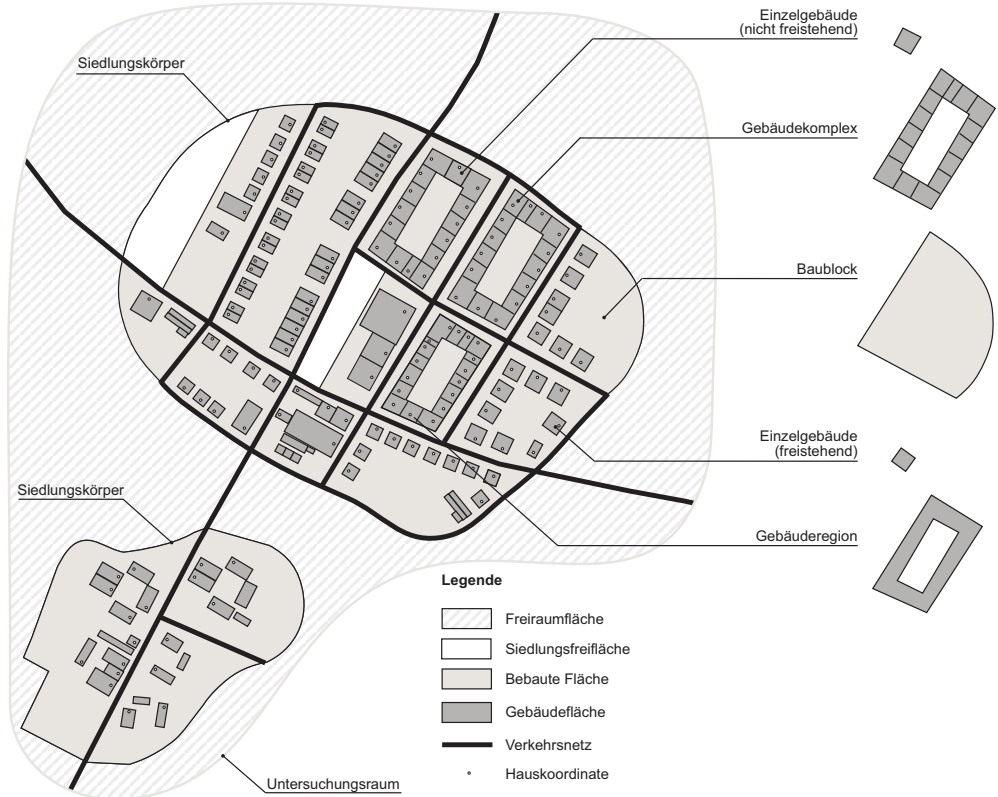 Einzelgebäude
(nicht freistehend)
Siedlungskörper
Gebäudekomplex
Baublock
Einzelgebäude
(freistehend)
Siedlungskörper
Gebäuderegion
Legende
Freiraumfläche
Siedlungsfreifläche
Bebaute Fläche
Gebäudefläche
Verkehrsnetz
Hauskoordinate
Untersuchungsraum